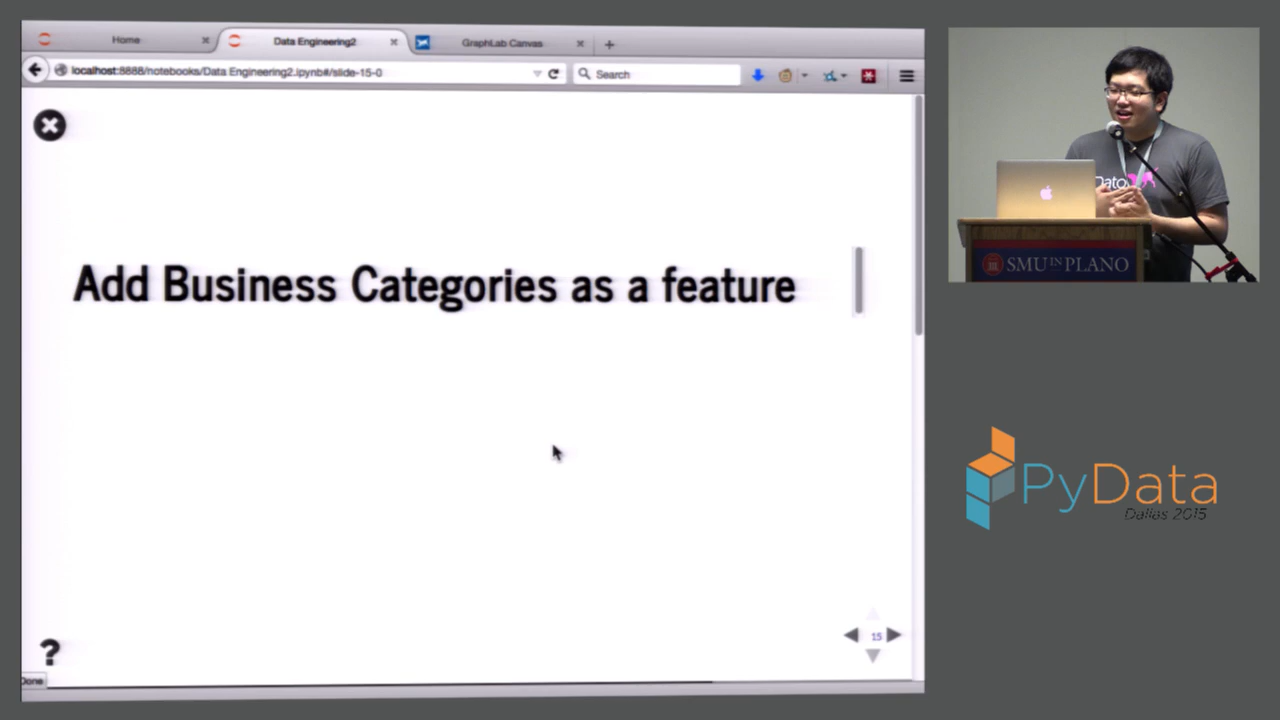 Home
Data Engineering2
GraphLab Canvas
localhost:8888/notebooks/Data Engineering2.ipynb#/slide-15-0
Search
Add Business Categories as a feature
15
?
Done
Dato
SMU IN PLANO
PyData
Dallas 2015